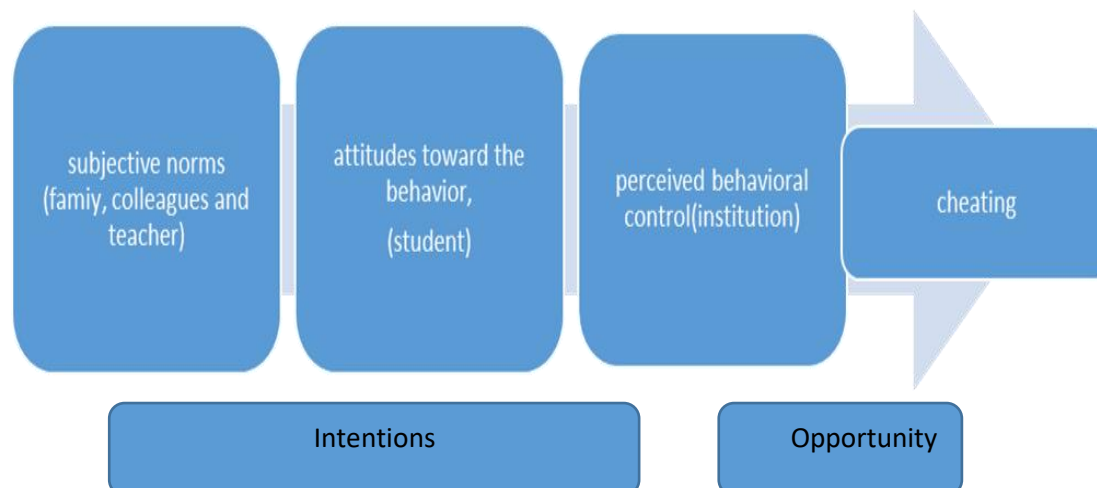 subjective norms
(famiy, colleagues and
teacher)
attitudes toward the
behavior,
(student)
perceived behavioral
control(institution)
cheating
Intentions
Opportunity